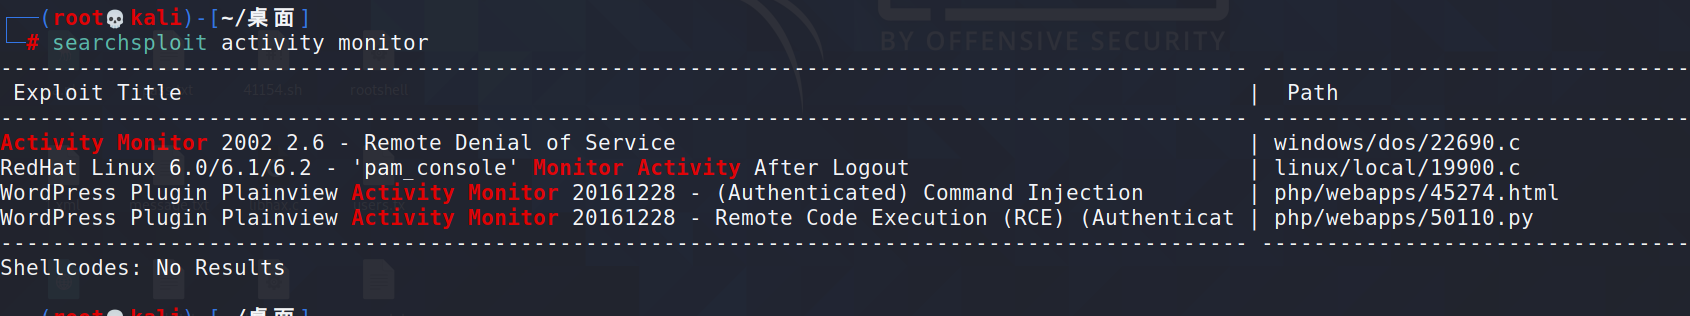 (root💀kali)-[~/桌面]
# searchsploit activity monitor
BY OFFENSIVE SECURITY
41154.sh rootshell
Exploit Title | Path
Activity Monitor 2002 2.6 - Remote Denial of Service | windows/dos/22690.c
RedHat Linux 6.0/6.1/6.2 - 'pam_console' Monitor Activity After Logout | linux/local/19900.c
WordPress Plugin Plainview Activity Monitor 20161228 - (Authenticated) Command Injection | php/webapps/45274.html
WordPress Plugin Plainview Activity Monitor 20161228 - Remote Code Execution (RCE) (Authenticat | php/webapps/50110.py
Shellcodes: No Results
(root💀kali)-[~/桌面]